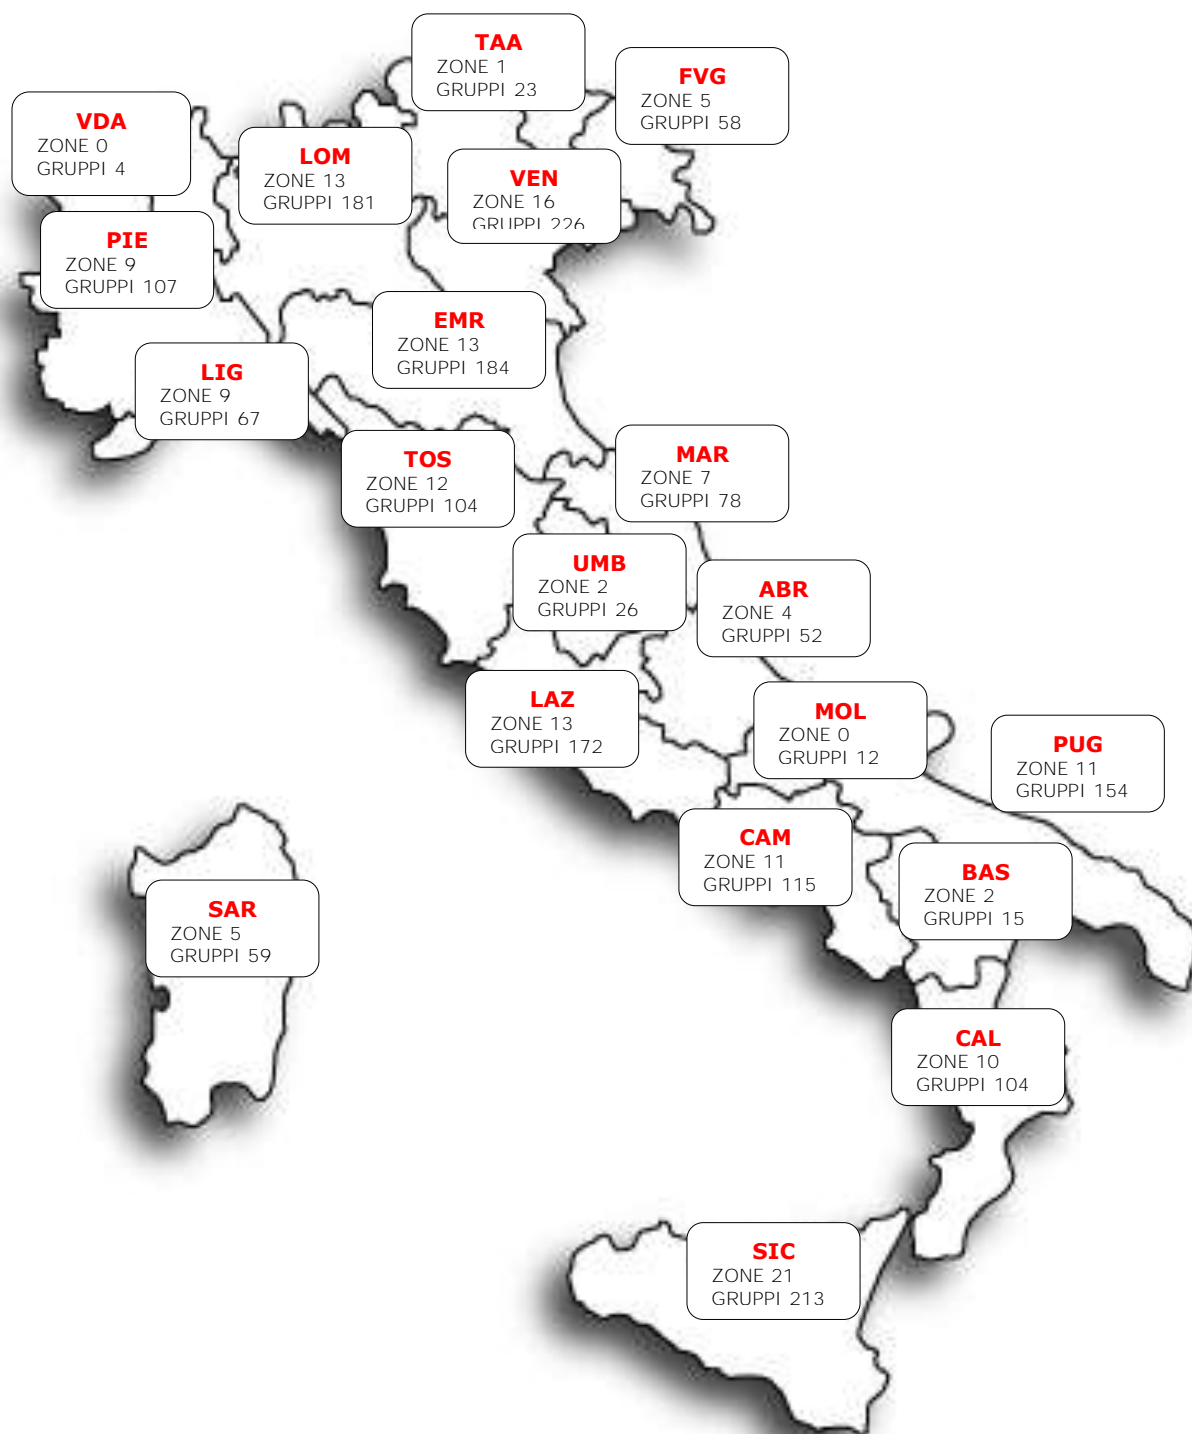 TAA
ZONE 1
GRUPPI 23
FVG
ZONE 5
GRUPPI 58
VDA
ZONE 0
GRUPPI 4
LOM
ZONE 13
GRUPPI 181
VEN
ZONE 16
GRUPPI 226
PIE
ZONE 9
GRUPPI 107
EMR
ZONE 13
GRUPPI 184
LIG
ZONE 9
GRUPPI 67
TOS
ZONE 12
GRUPPI 104
MAR
ZONE 7
GRUPPI 78
UMB
ZONE 2
GRUPPI 26
ABR
ZONE 4
GRUPPI 52
LAZ
ZONE 13
GRUPPI 172
MOL
ZONE 0
GRUPPI 12
PUG
ZONE 11
GRUPPI 154
CAM
ZONE 11
GRUPPI 115
BAS
ZONE 2
GRUPPI 15
SAR
ZONE 5
GRUPPI 59
CAL
ZONE 10
GRUPPI 104
SIC
ZONE 21
GRUPPI 213